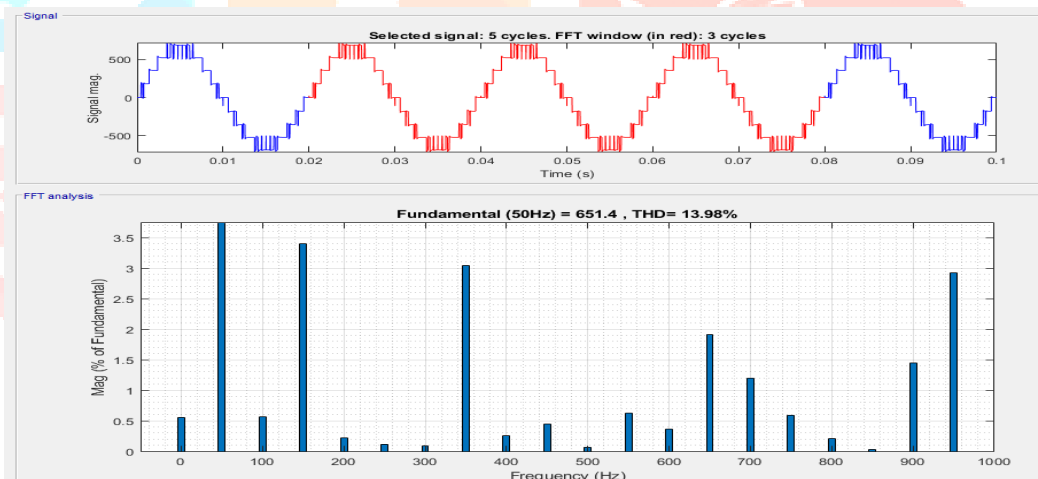 Signal
Selected signal: 5 cycles. FFT window (in red): 3 cycles
Signal mag.
500
0
-500
0 0.01 0.02 0.03 0.04 0.05 0.06 0.07 0.08 0.09 0.1
Time (s)
FFT analysis
Fundamental (50Hz) = 651.4 , THD= 13.98%
Mag (% of Fundamental)
3.5
3
2.5
2
1.5
1
0.5
0
0 100 200 300 400 500 600 700 800 900 1000
Frequency (Hz)